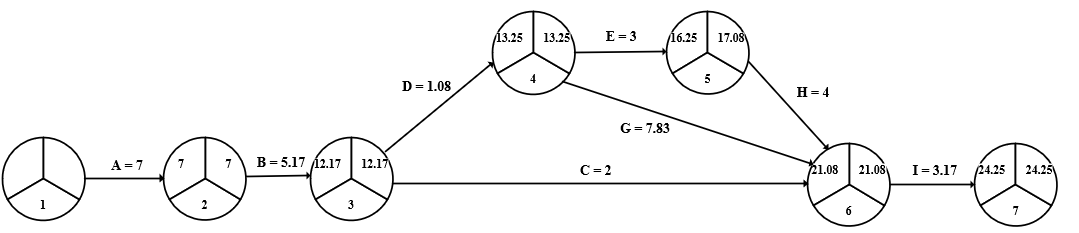 13.25 13.25
4
E = 3
16.25 17.08
5
D = 1.08
H = 4
G = 7.83
1
A = 7
7 7
2
B = 5.17
12.17 12.17
3
C = 2
21.08 21.08
6
I = 3.17
24.25 24.25
7